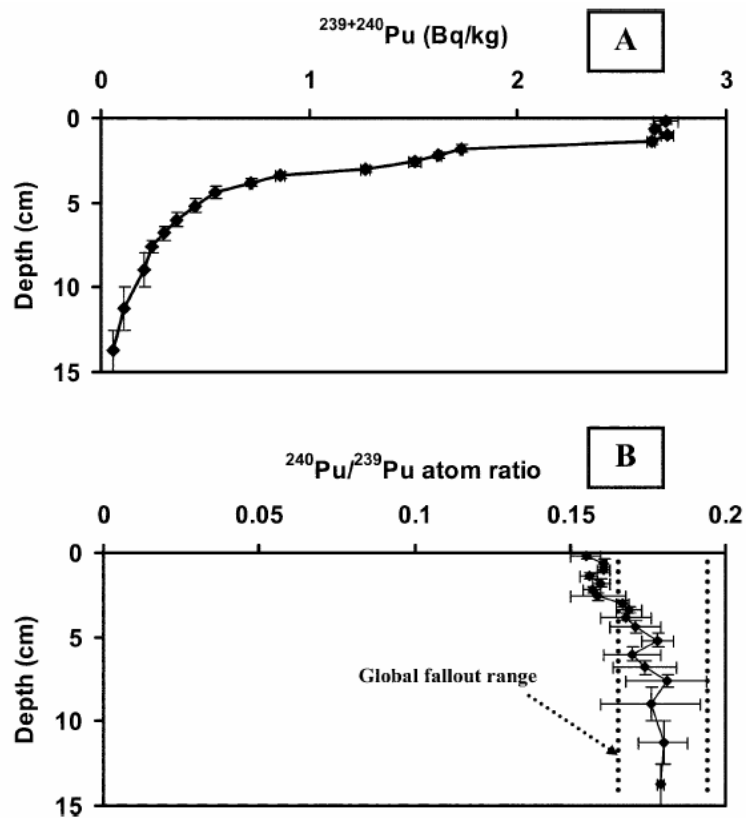 ²³⁹⁺²⁴⁰Pu (Bq/kg)
A
0 1 2 3
0
5
10
15
Depth (cm)
²⁴⁰Pu/²³⁹Pu atom ratio
B
0 0.05 0.1 0.15 0.2
0
5
10
15
Depth (cm)
Global fallout range